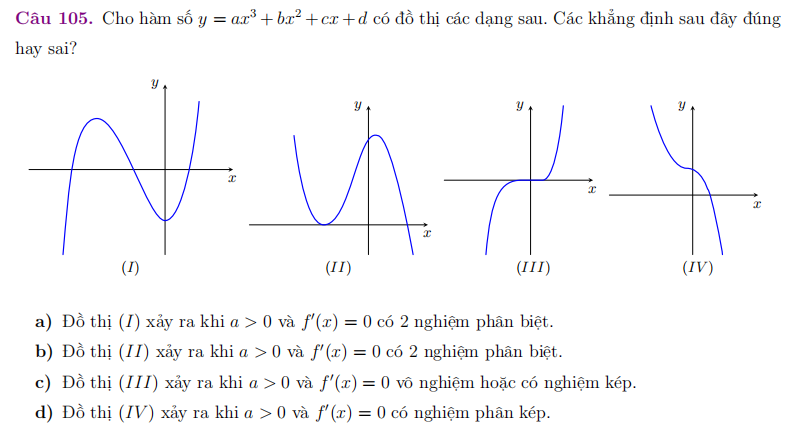 Câu 105. Cho hàm số y = ax³ + bx² + cx + d có đồ thị các dạng sau. Các khẳng định sau đây đúng
hay sai?
y
x
(I)
y
x
(II)
y
x
(III)
y
x
(IV)
a) Đồ thị (I) xảy ra khi a > 0 và f′(x) = 0 có 2 nghiệm phân biệt.
b) Đồ thị (II) xảy ra khi a > 0 và f′(x) = 0 có 2 nghiệm phân biệt.
c) Đồ thị (III) xảy ra khi a > 0 và f′(x) = 0 vô nghiệm hoặc có nghiệm kép.
d) Đồ thị (IV) xảy ra khi a > 0 và f′(x) = 0 có nghiệm phân kép.